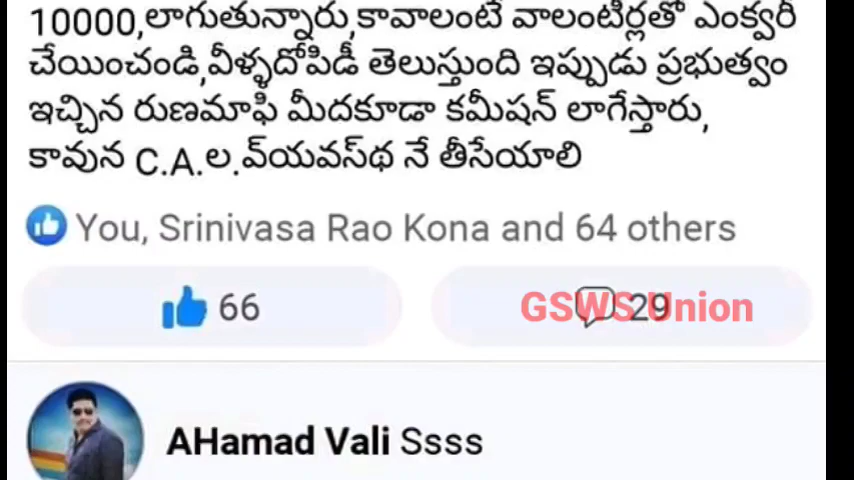 10000,లాగుతున్నారు,కావాలంటే వాలంటీర్లతో ఎంక్వరీ
చేయించండి,వీళ్ళదోపిడీ తెలుస్తుంది ఇప్పుడు ప్రభుత్వం
ఇచ్చిన రుణమాఫి మీదకూడా కమీషన్ లాగేస్తారు,
కావున C.A.ల.వ్‌యవస్‌థ నే తీసేయాలి
You, Srinivasa Rao Kona and 64 others
66
29
GSWS Union
AHamad Vali Ssss